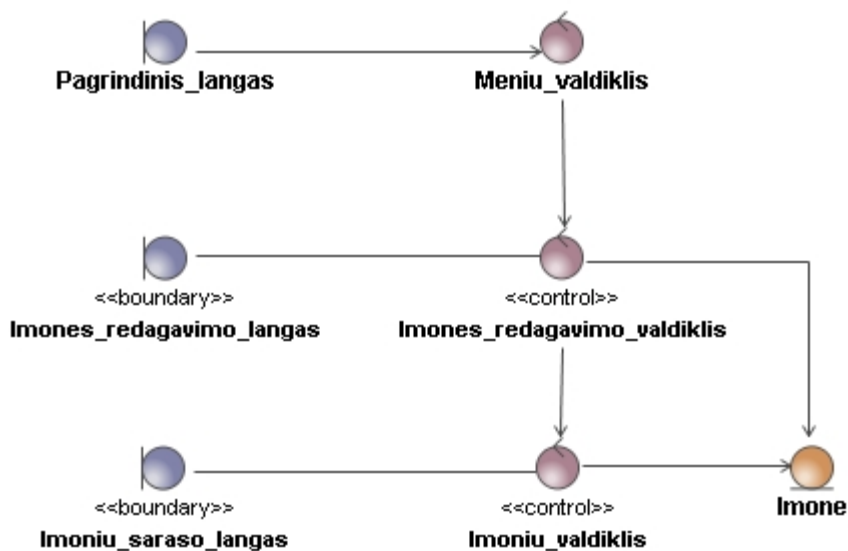 Pagrindinis_langas
Meniu_valdiklis
<<boundary>>
Imones_redagavimo_langas
<<control>>
Imones_redagavimo_valdiklis
<<boundary>>
Imoniu_saraso_langas
<<control>>
Imoniu_valdiklis
Imone